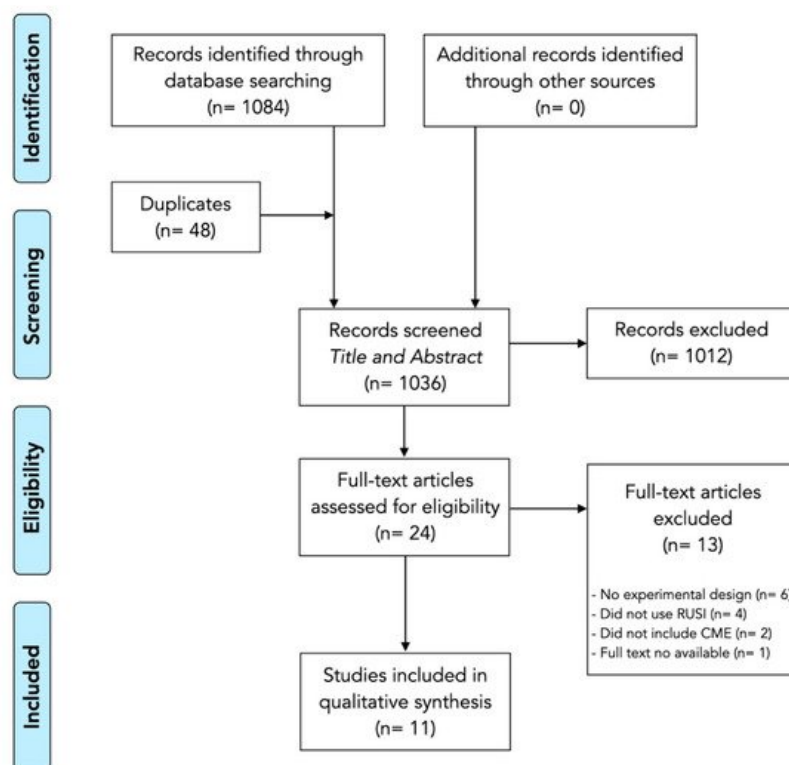 Identification
Records identified through
database searching
(n= 1084)
Additional records identified
through other sources
(n= 0)
Duplicates
(n= 48)
Screening
Records screened
Title and Abstract
(n= 1036)
Records excluded
(n= 1012)
Eligibility
Full-text articles
assessed for eligibility
(n= 24)
Full-text articles
excluded
(n= 13)
- No experimental design (n= 6)
- Did not use RUSI (n= 4)
- Did not include CME (n= 2)
- Full text no available (n= 1)
Included
Studies included in
qualitative synthesis
(n= 11)